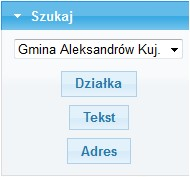 Szukaj
Gmina Aleksandrów Kuj.
Działka
Tekst
Adres